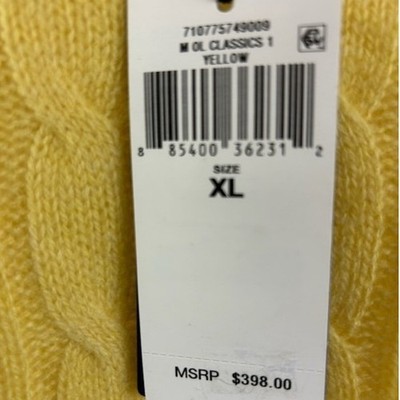 710775749009
M OL CLASSICS 1
YELLOW
8 85400 36231 2
SIZE
XL
MSRP $398.00